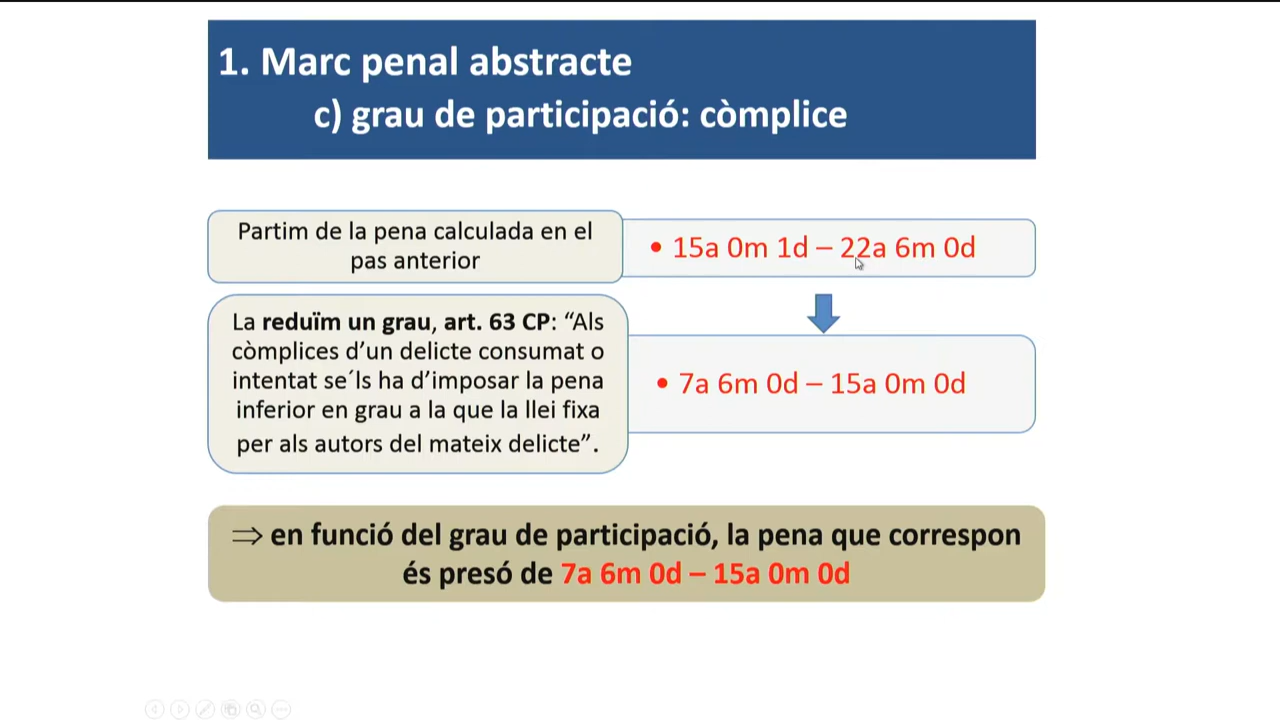 1. Marc penal abstracte
c) grau de participació: còmplice
Partim de la pena calculada en el
pas anterior
• 15a 0m 1d – 22a 6m 0d
La reduïm un grau, art. 63 CP: “Als
còmplices d’un delicte consumat o
intentat se´ls ha d’imposar la pena
inferior en grau a la que la llei fixa
per als autors del mateix delicte”.
• 7a 6m 0d – 15a 0m 0d
⇒ en funció del grau de participació, la pena que correspon
és presó de 7a 6m 0d – 15a 0m 0d